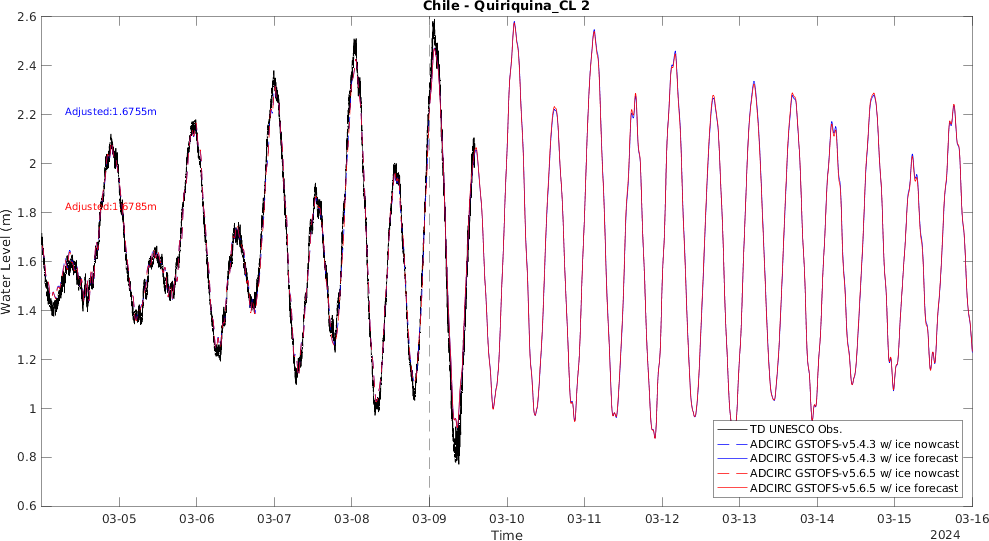 Chile - Quiriquina_CL 2
2.6
2.4
2.2
2
1.8
1.6
1.4
1.2
1
0.8
0.6
Water Level (m)
Adjusted:1.6755m
Adjusted:1.6785m
TD UNESCO Obs.
ADCIRC GSTOFS-v5.4.3 w/ ice nowcast
ADCIRC GSTOFS-v5.4.3 w/ ice forecast
ADCIRC GSTOFS-v5.6.5 w/ ice nowcast
ADCIRC GSTOFS-v5.6.5 w/ ice forecast
03-05 03-06 03-07 03-08 03-09 03-10 03-11 03-12 03-13 03-14 03-15 03-16
Time
2024